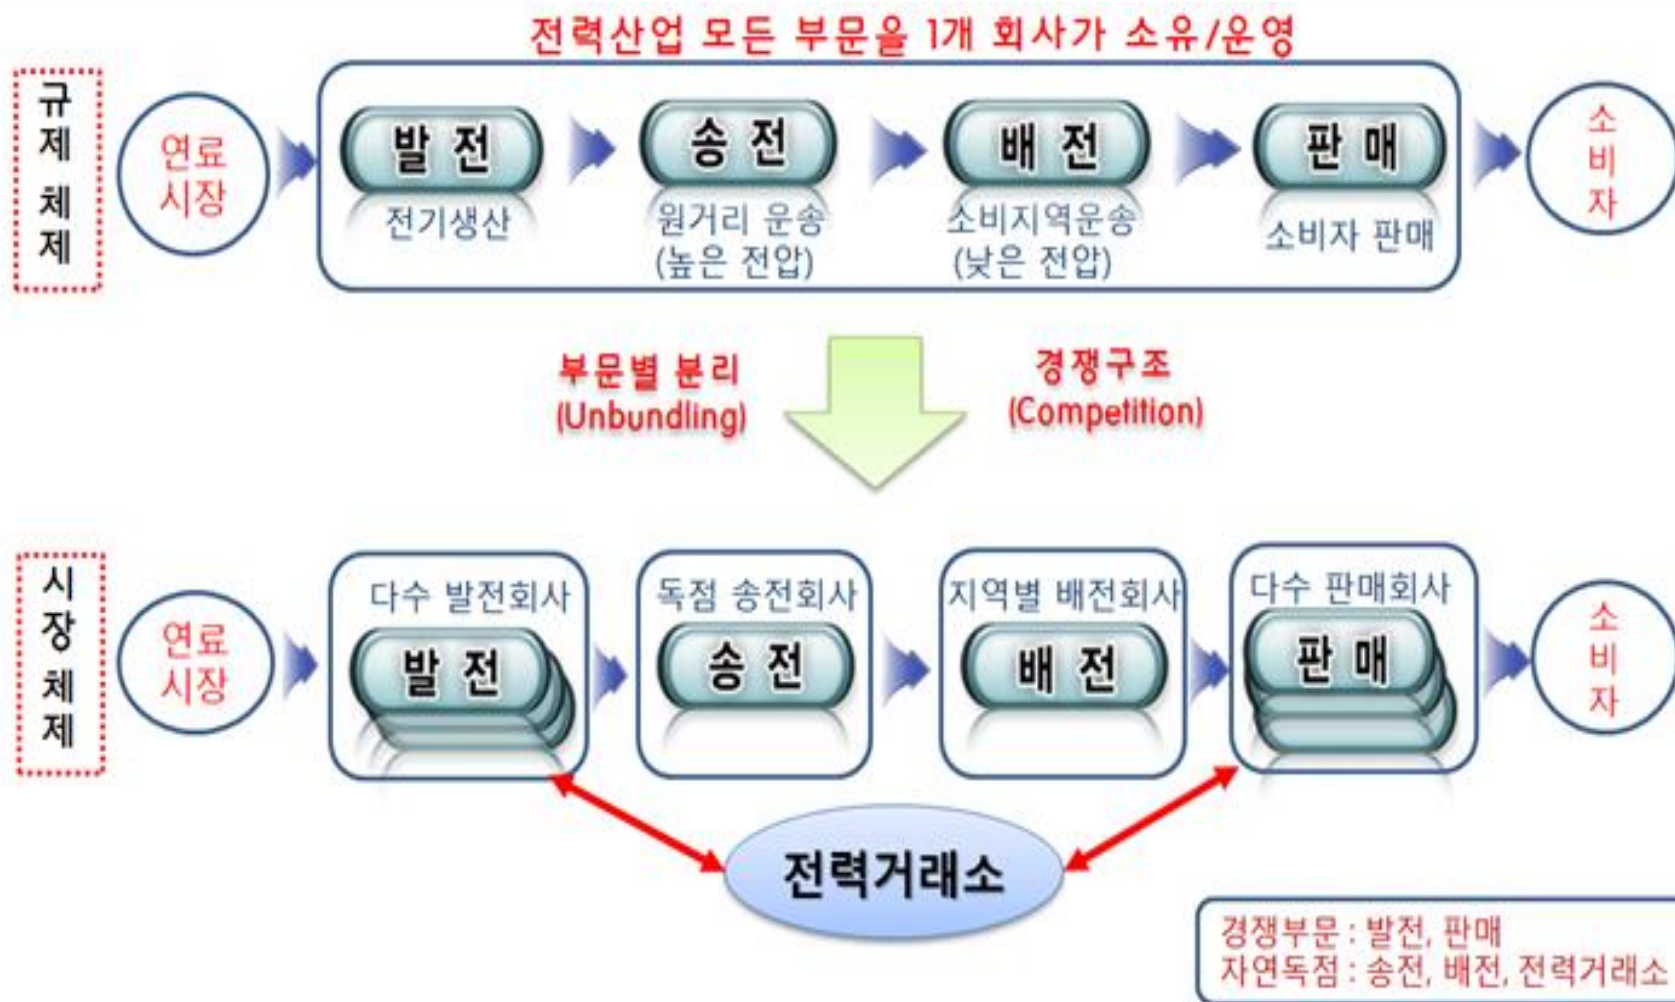 전력산업 모든 부문을 1개 회사가 소유/운영
규제 체제
연료
시장
발전
전기생산
송전
원거리 운송
(높은 전압)
배전
소비지역운송
(낮은 전압)
판매
소비자 판매
소비자
부문별 분리
(Unbundling)
경쟁구조
(Competition)
시장 체제
연료
시장
다수 발전회사
발전
독점 송전회사
송전
지역별 배전회사
배전
다수 판매회사
판매
소비자
전력거래소
경쟁부문 : 발전, 판매
자연독점 : 송전, 배전, 전력거래소